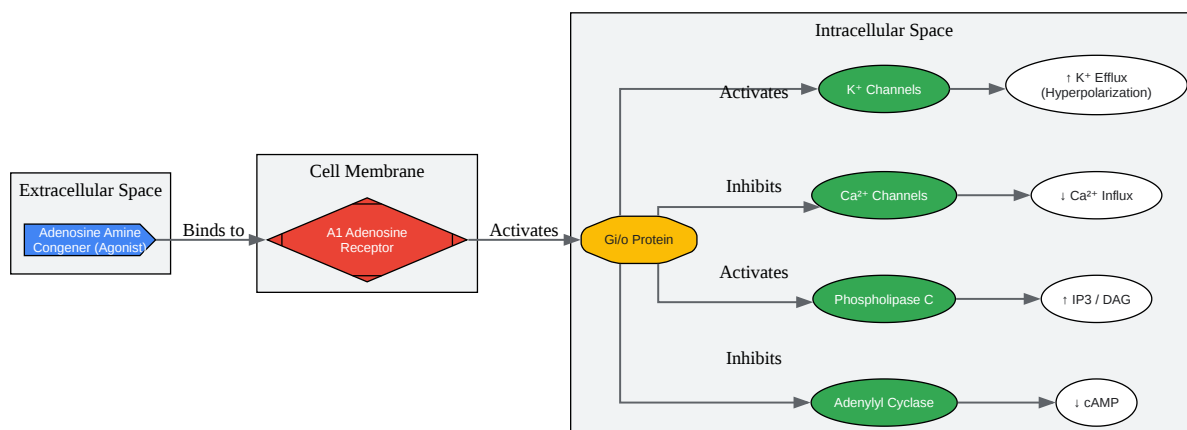 Extracellular Space
Adenosine Amine
Congener (Agonist)
Binds to
Cell Membrane
A1 Adenosine
Receptor
Activates
Intracellular Space
Gi/o Protein
Activates
K⁺ Channels
↑ K⁺ Efflux
(Hyperpolarization)
Inhibits
Ca²⁺ Channels
↓ Ca²⁺ Influx
Activates
Phospholipase C
↑ IP3 / DAG
Inhibits
Adenylyl Cyclase
↓ cAMP